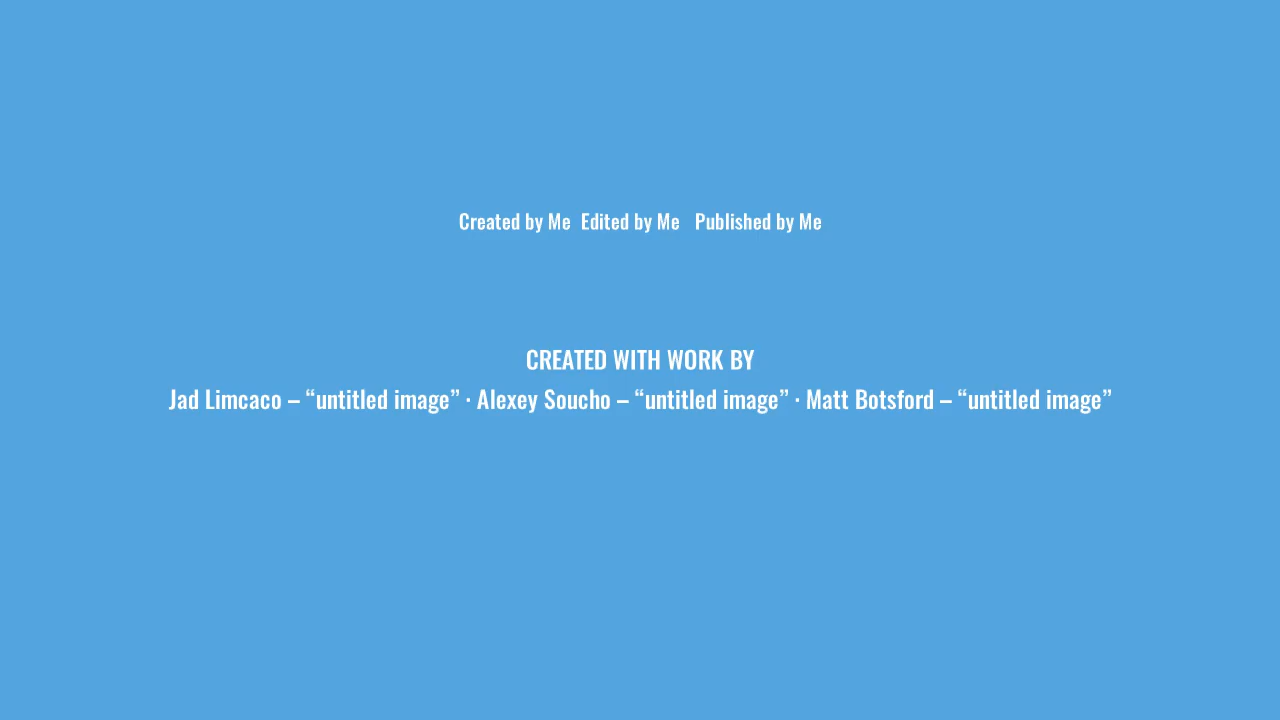 Created by Me  Edited by Me   Published by Me
CREATED WITH WORK BY
Jad Limcaco – “untitled image” · Alexey Soucho – “untitled image” · Matt Botsford – “untitled image”